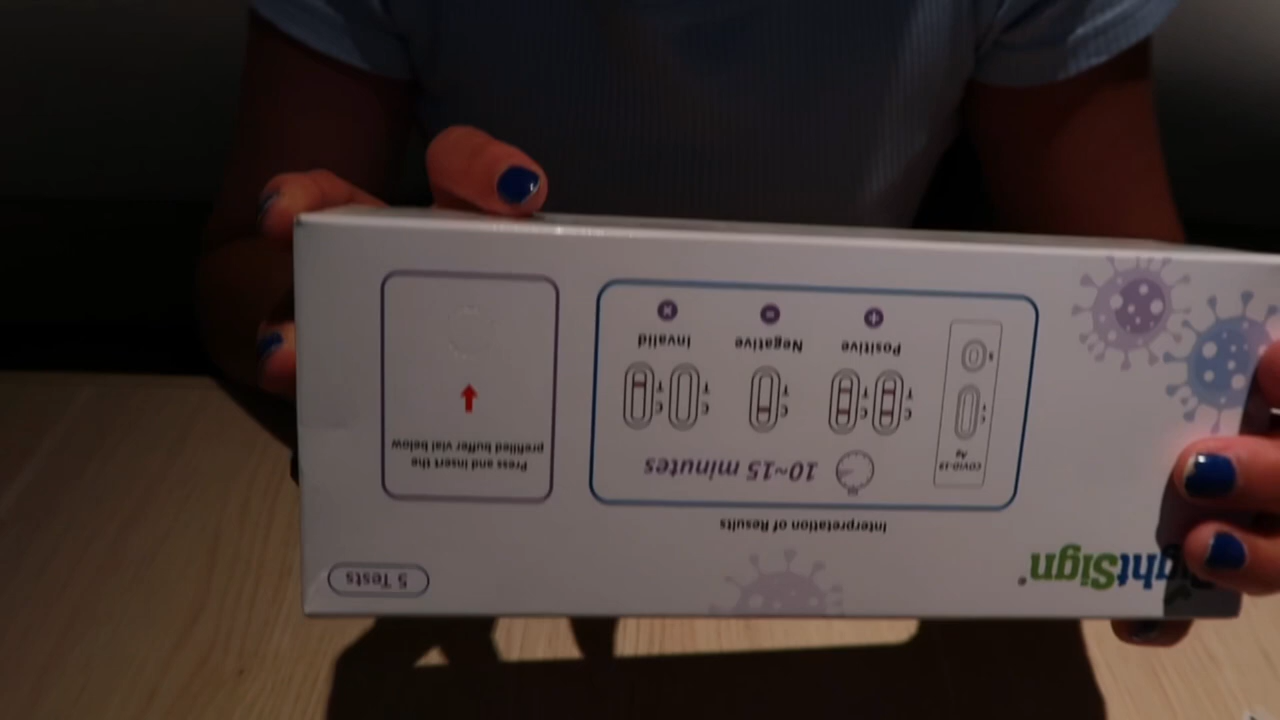 RightSign®
5 Tests
Interpretation of Results
COVID-19
Ag
10~15 minutes
C
T
C
T
C
T
C
T
C
T
Positive
Negative
Invalid
Press and insert the
prefilled buffer vial below